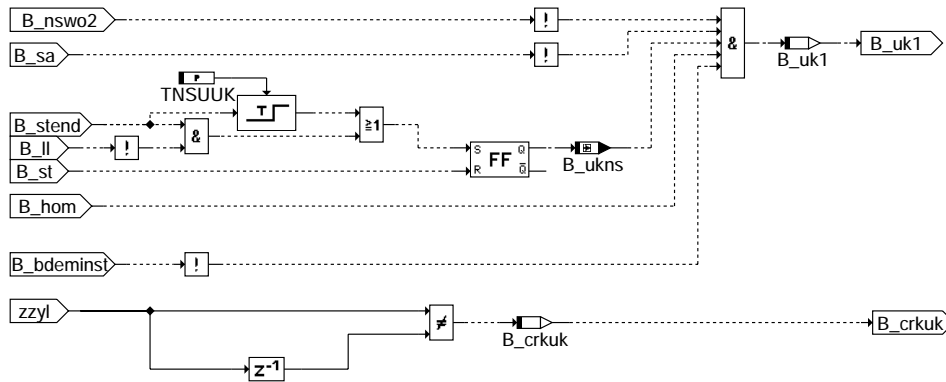 B_nswo2
!
B_sa
!
&
B_uk1
B_uk1
P
TNSUUK
T
B_stend
&
≥1
B_ll
!
S Q
FF
R Q̅
B_ukns
B_st
B_hom
B_bdeminst
!
zzyl
≠
B_crkuk
B_crkuk
z⁻¹